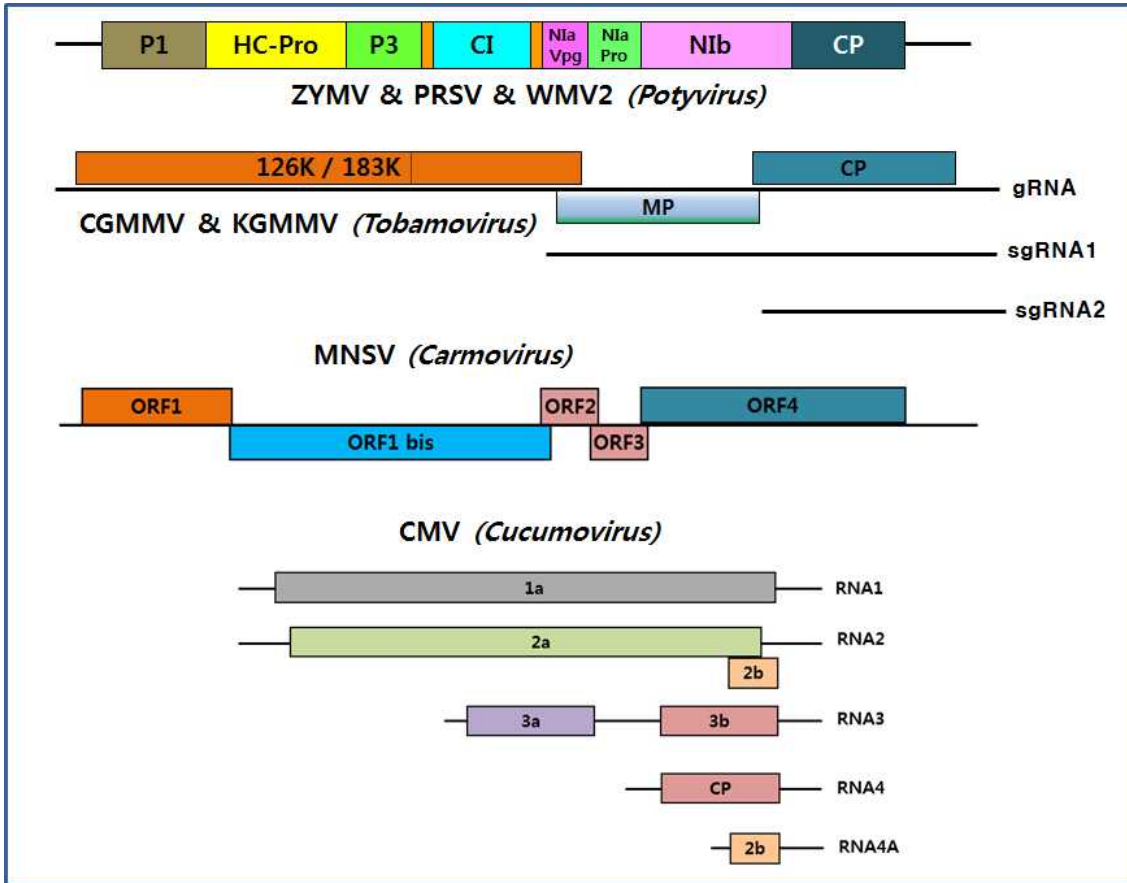 P1 HC-Pro P3 CI NIa Vpg NIa Pro NIb CP
ZYMV & PRSV & WMV2 (Potyvirus)
126K / 183K CP
gRNA
MP
CGMMV & KGMMV (Tobamovirus)
sgRNA1
sgRNA2
MNSV (Carmovirus)
ORF1 ORF2 ORF4
ORF1 bis ORF3
CMV (Cucumovirus)
1a RNA1
2a RNA2
2b
3a 3b RNA3
CP RNA4
2b RNA4A